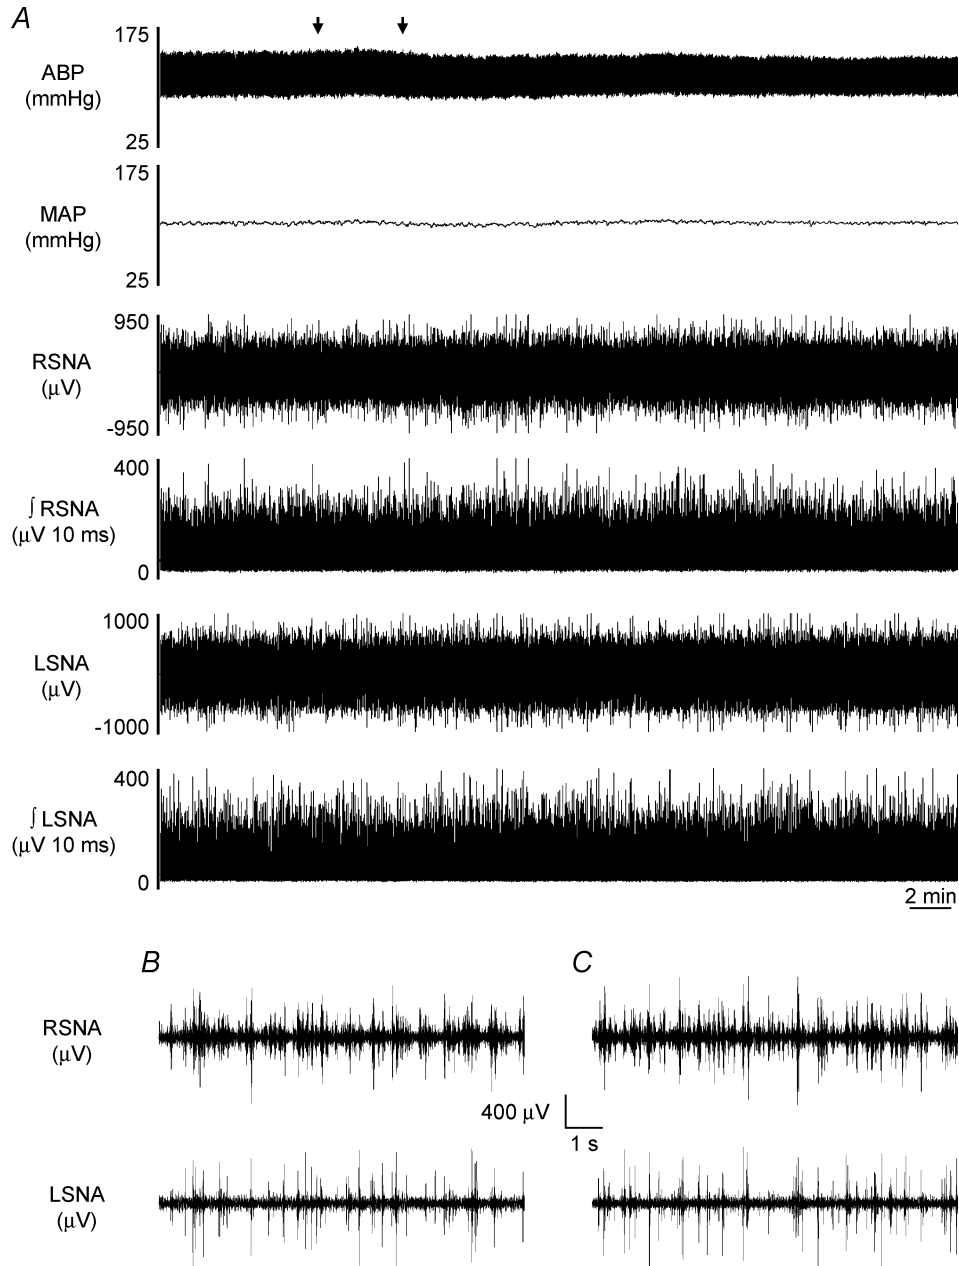 A
175
ABP
(mmHg)
25
175
MAP
(mmHg)
25
950
RSNA
(μV)
-950
400
∫ RSNA
(μV 10 ms)
0
1000
LSNA
(μV)
-1000
400
∫ LSNA
(μV 10 ms)
0
2 min
B
C
RSNA
(μV)
400 μV
1 s
LSNA
(μV)